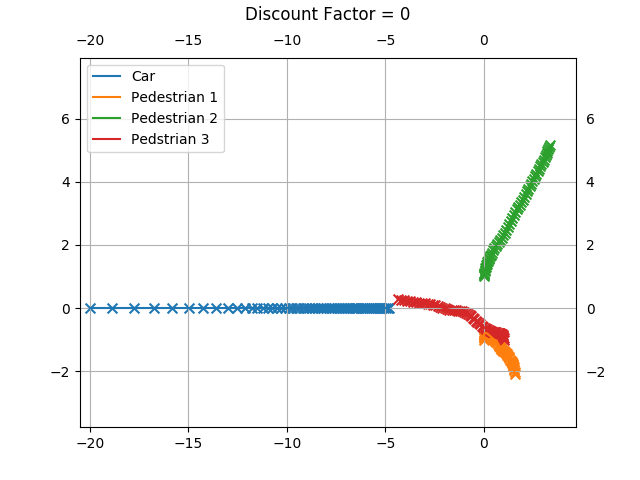 Discount Factor = 0
−20 −15 −10 −5 0
Car
Pedestrian 1
Pedestrian 2
Pedstrian 3
6 6
4 4
2 2
0 0
−2 −2
−20 −15 −10 −5 0